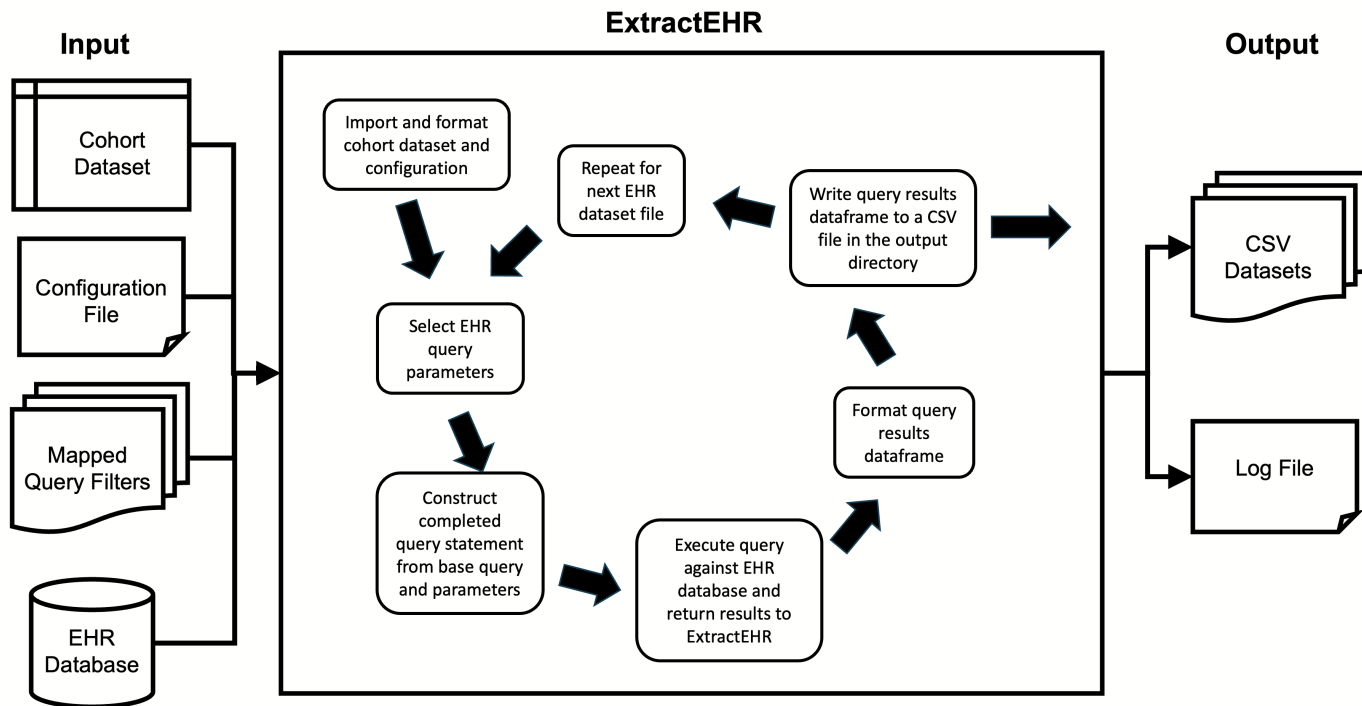 ExtractEHR
Input
Output
Cohort
Dataset
Configuration
File
Mapped
Query Filters
EHR
Database
Import and format
cohort dataset and
configuration
Repeat for
next EHR
dataset file
Write query results
dataframe to a CSV
file in the output
directory
Select EHR
query
parameters
Format query
results
dataframe
Construct
completed
query statement
from base query
and parameters
Execute query
against EHR
database and
return results to
ExtractEHR
CSV
Datasets
Log File